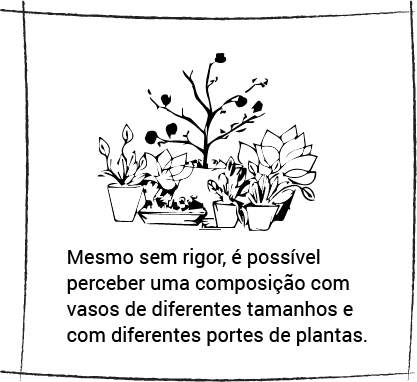 Mesmo sem rigor, é possível
perceber uma composição com
vasos de diferentes tamanhos e
com diferentes portes de plantas.